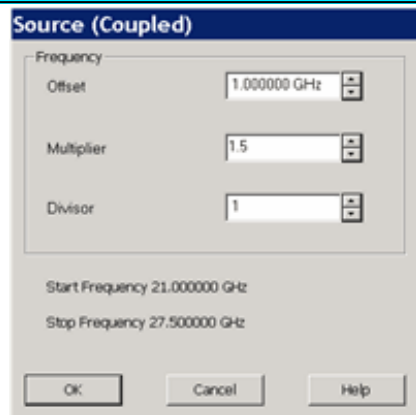 Source (Coupled)
Frequency
Offset 1.000000 GHz
Multiplier 1.5
Divisor 1
Start Frequency 21.000000 GHz
Stop Frequency 27.500000 GHz
OK Cancel Help